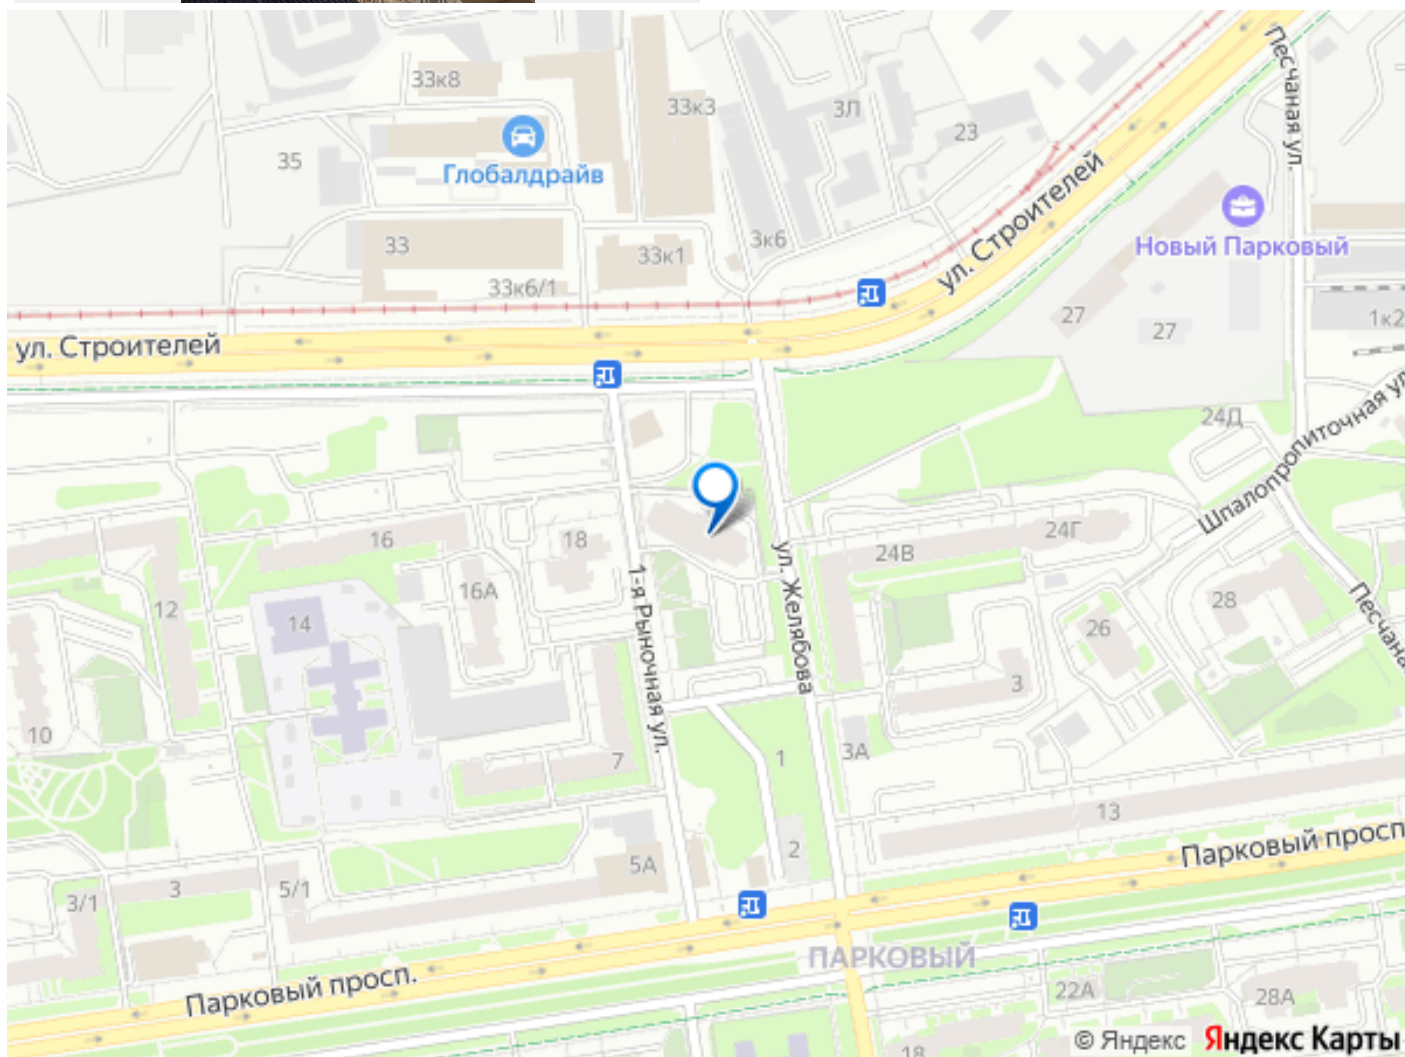 Песчаная ул.
33к8
33к3
3Л
23
35
Глобалдрайв
ул. Строителей
33
33к1
3к6
Новый Парковый
33к6/1
27
27
1к2
ул. Строителей
24Д
Шпалопропиточная ул
16
18
24В
24Г
ул. Желябова
1-я Рыночная ул.
16А
12
14
28
26
Песчана
3
10
7
1
3А
13
2
Парковый просп
5А
3
5/1
3/1
ПАРКОВЫЙ
Парковый просп.
22А
28А
18
© Яндекс Яндекс Карты